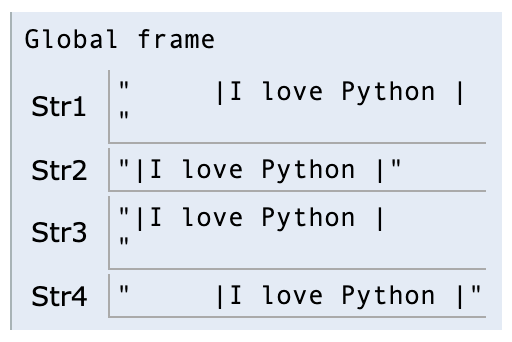 Global frame
Str1 "     |I love Python |
"
Str2 "|I love Python |"
Str3 "|I love Python |
"
Str4 "     |I love Python |"